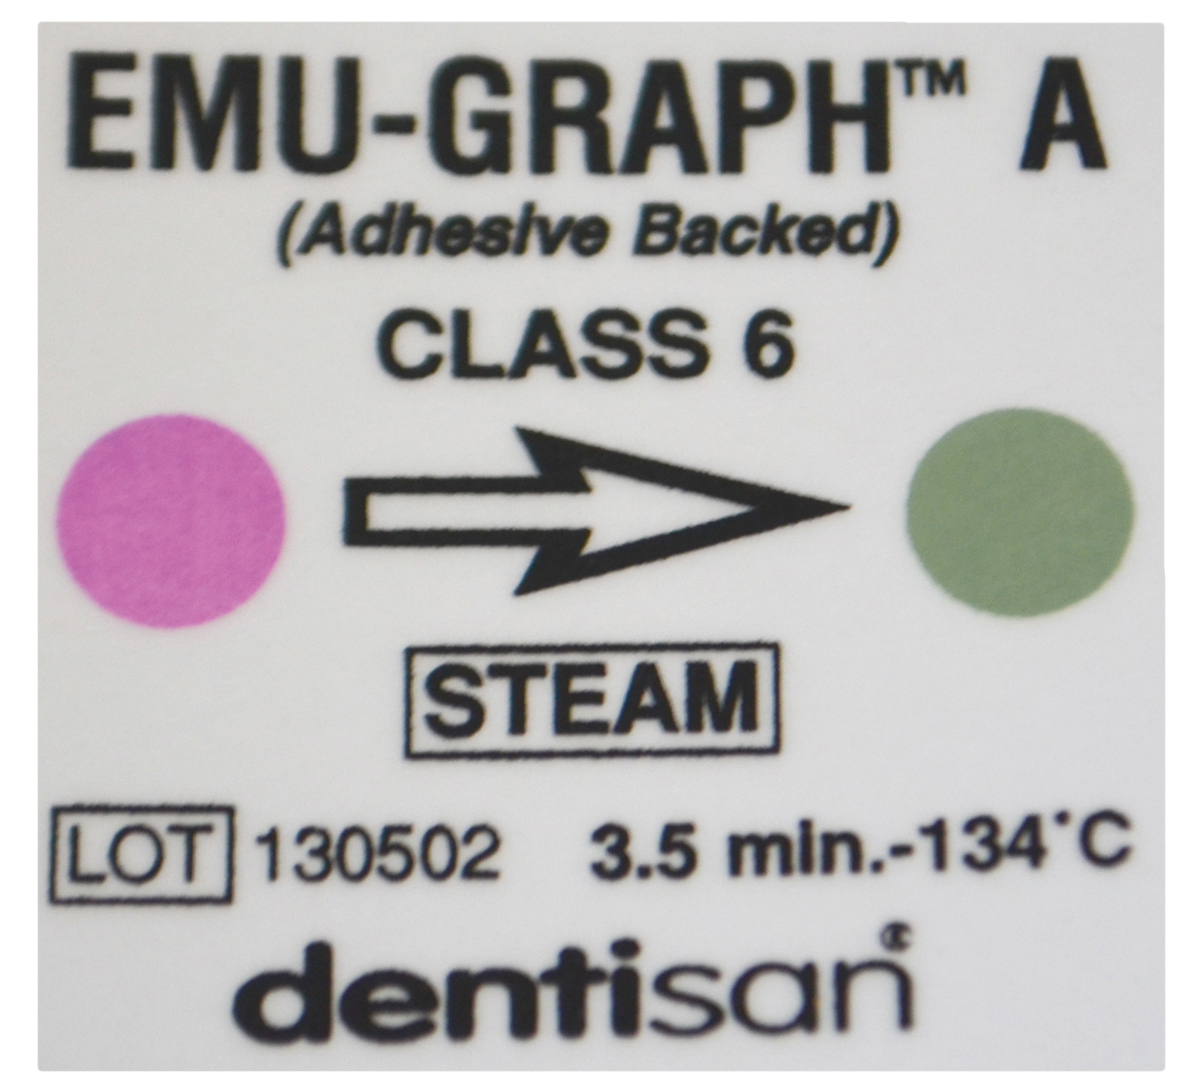 EMU-GRAPH™ A
(Adhesive Backed)
CLASS 6
STEAM
LOT 130502 3.5 min.-134°C
dentisan®